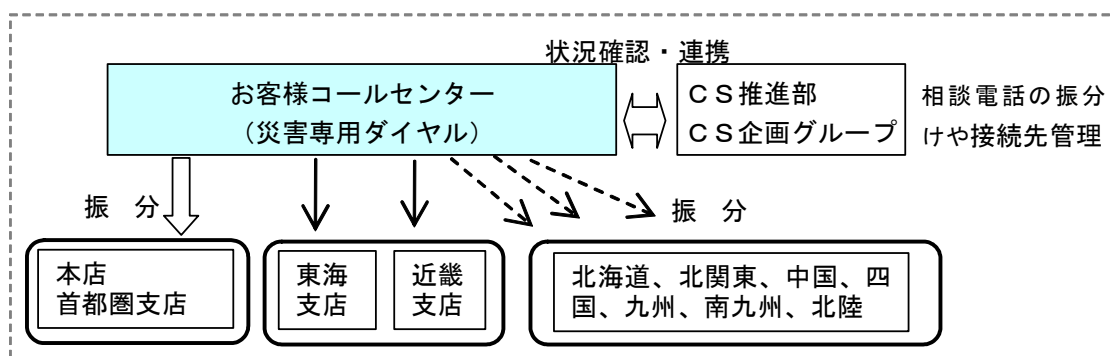 状況確認・連携
お客様コールセンター
（災害専用ダイヤル）
ＣＳ推進部
ＣＳ企画グループ
相談電話の振分
けや接続先管理
振　分
振　分
本店
首都圏支店
東海
支店
近畿
支店
北海道、北関東、中国、四
国、九州、南九州、北陸